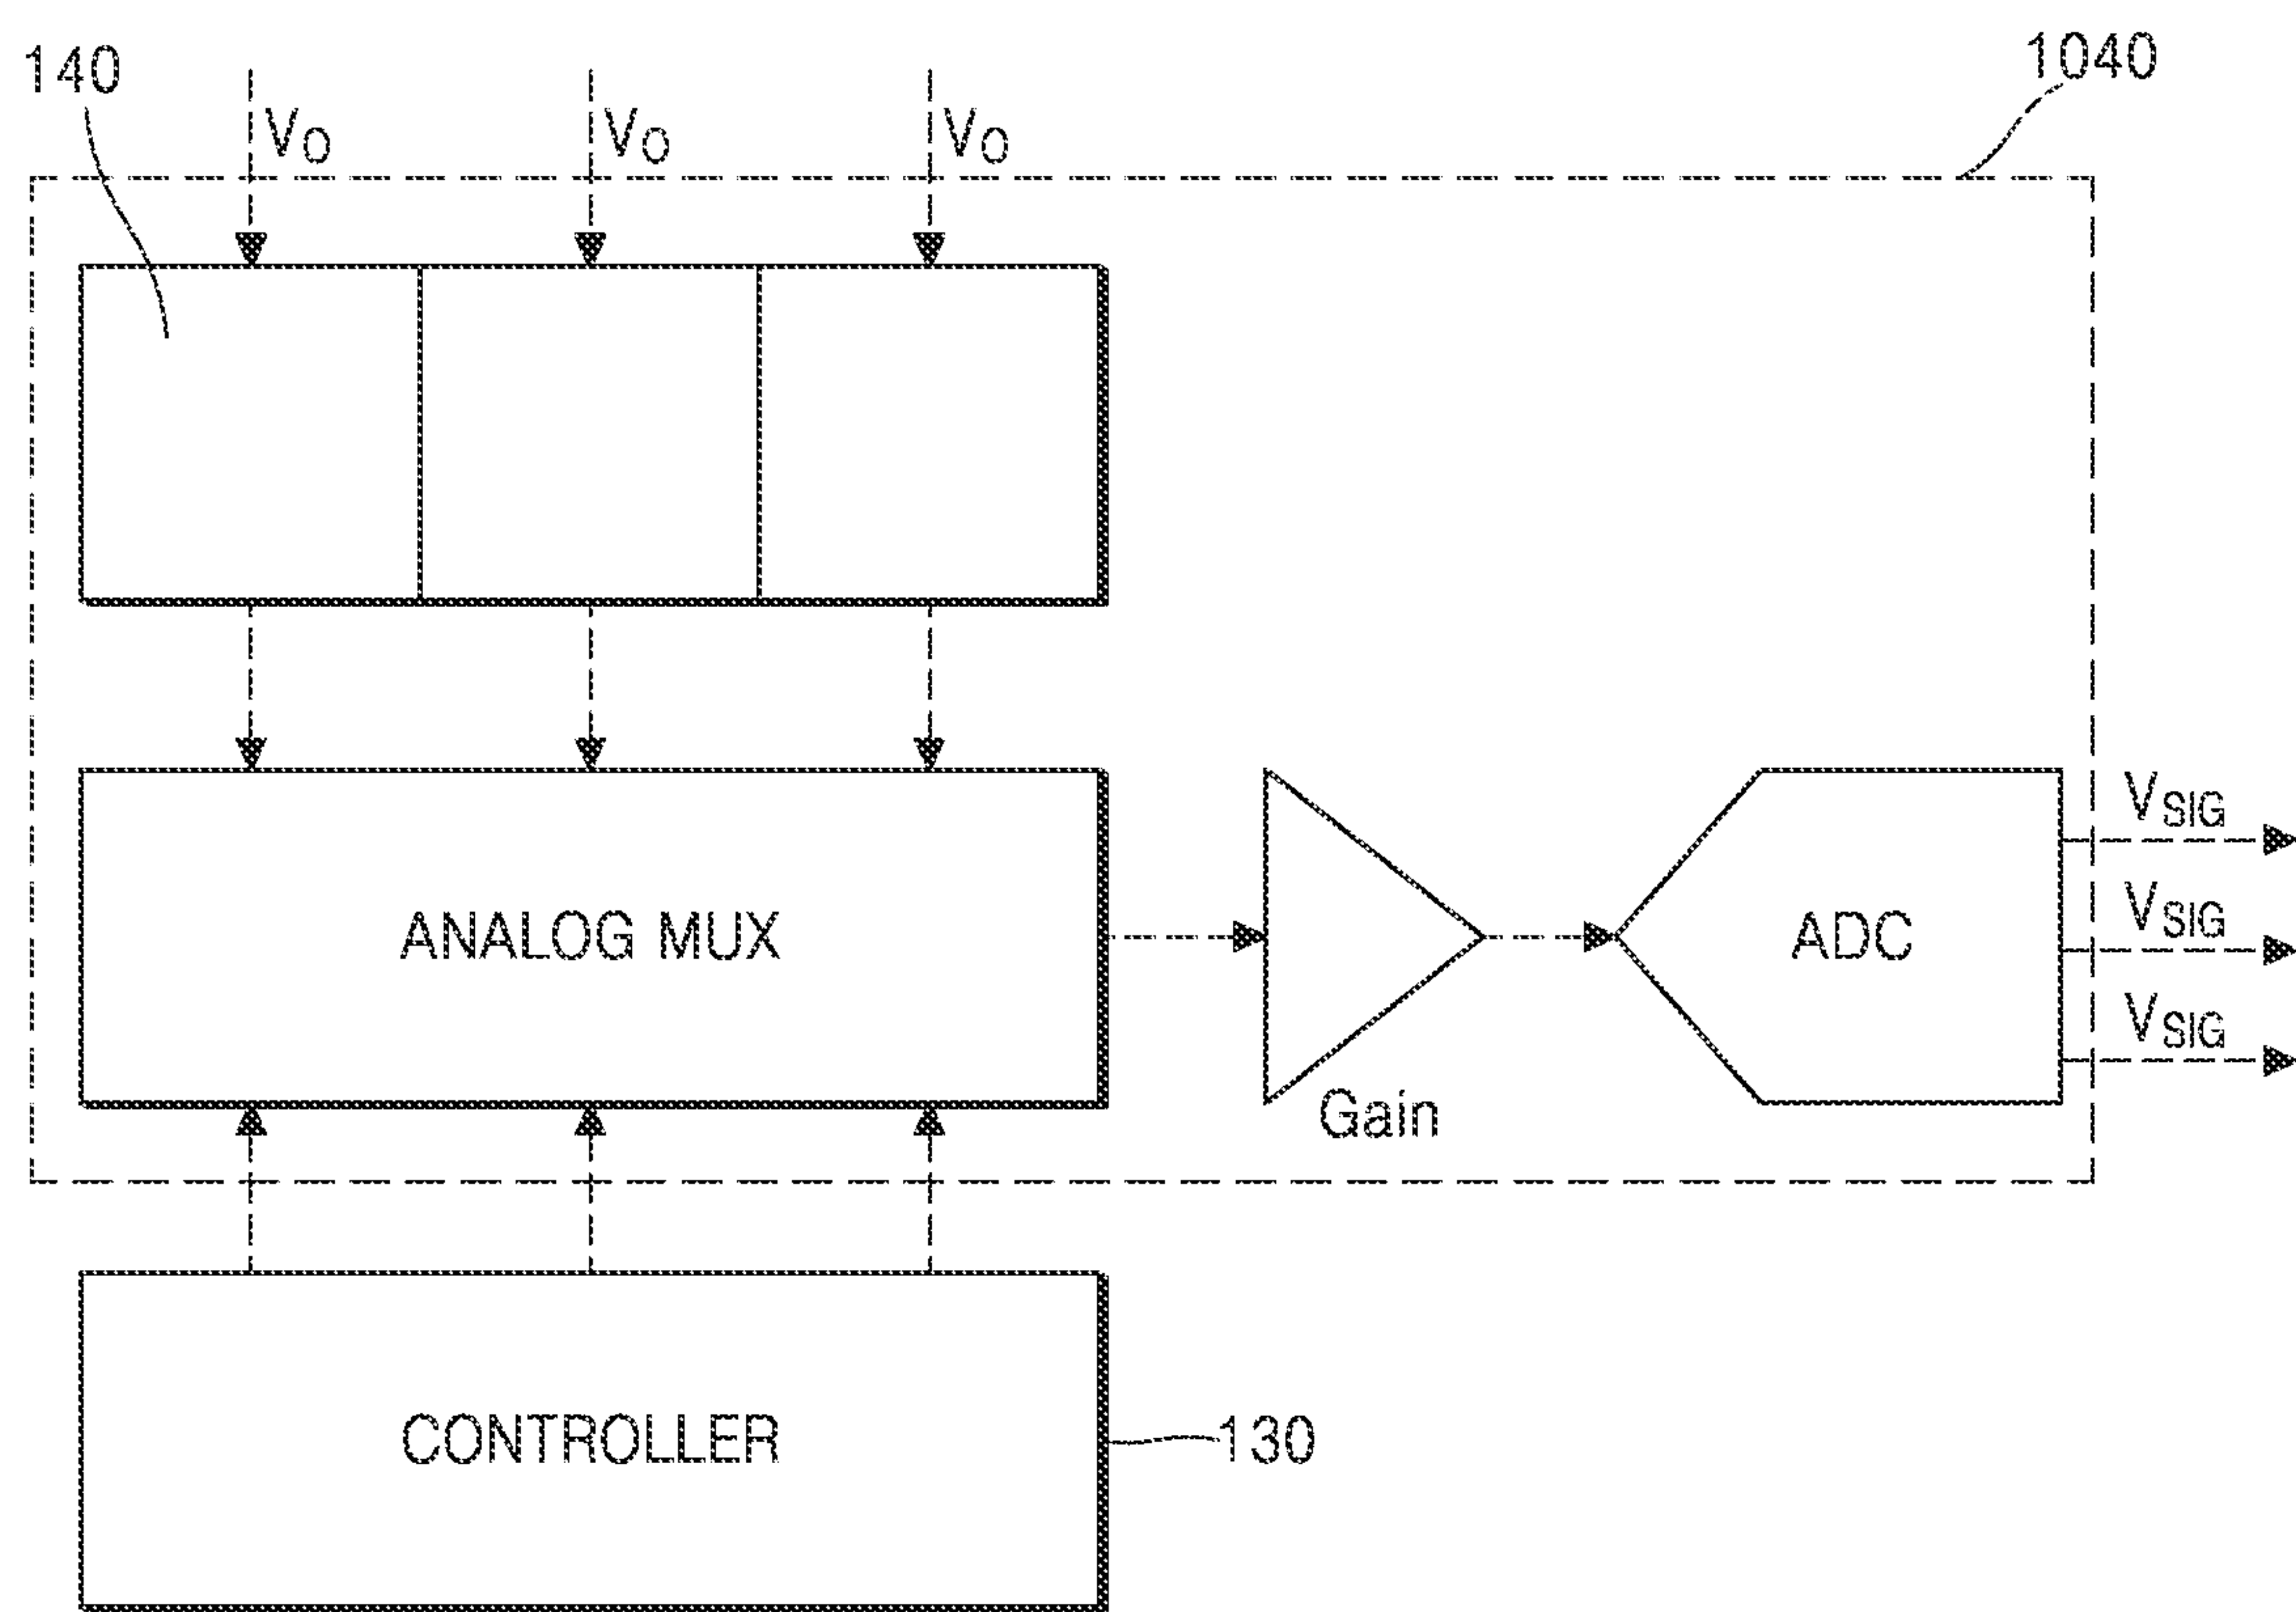 140
1040
VO
VO
VO
ANALOG MUX
Gain
ADC
VSIG
VSIG
VSIG
CONTROLLER
130